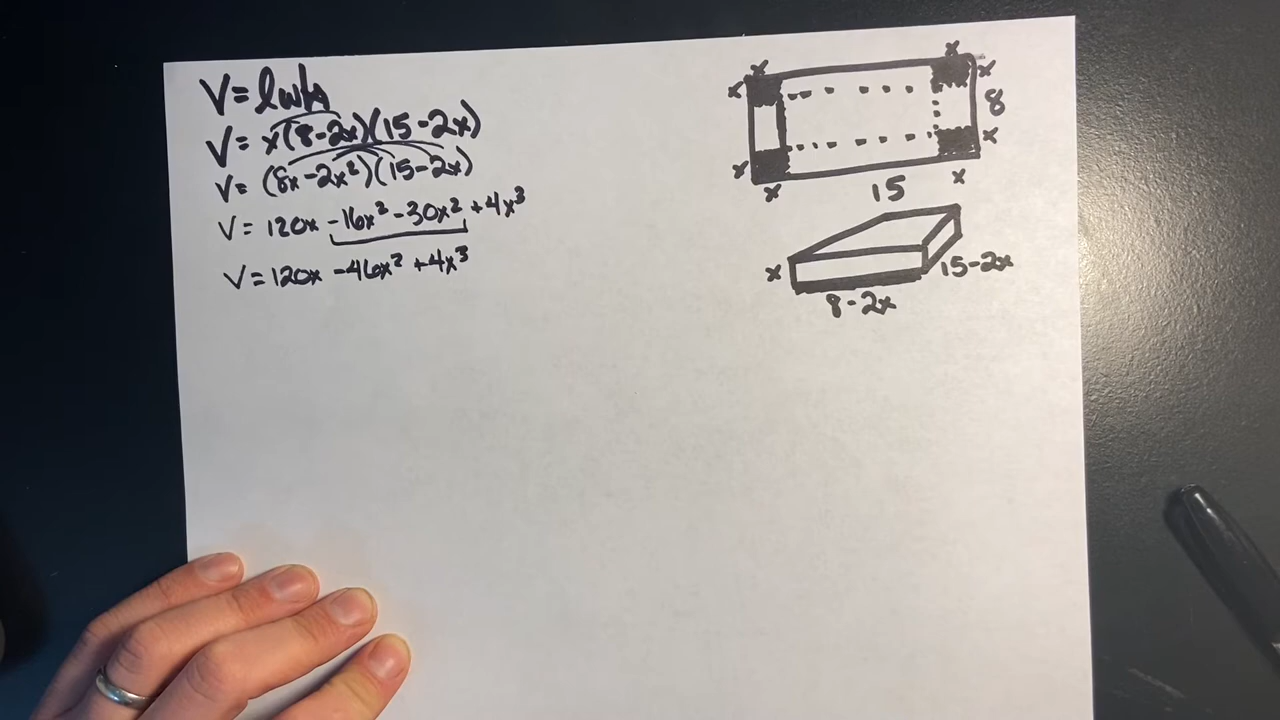 V = lwh
V = x(8-2x)(15-2x)
V = (8x-2x²)(15-2x)
V = 120x -16x² -30x² +4x³
V = 120x -46x² +4x³
x x
x x
8
x x
x x
15
x
15-2x
8-2x